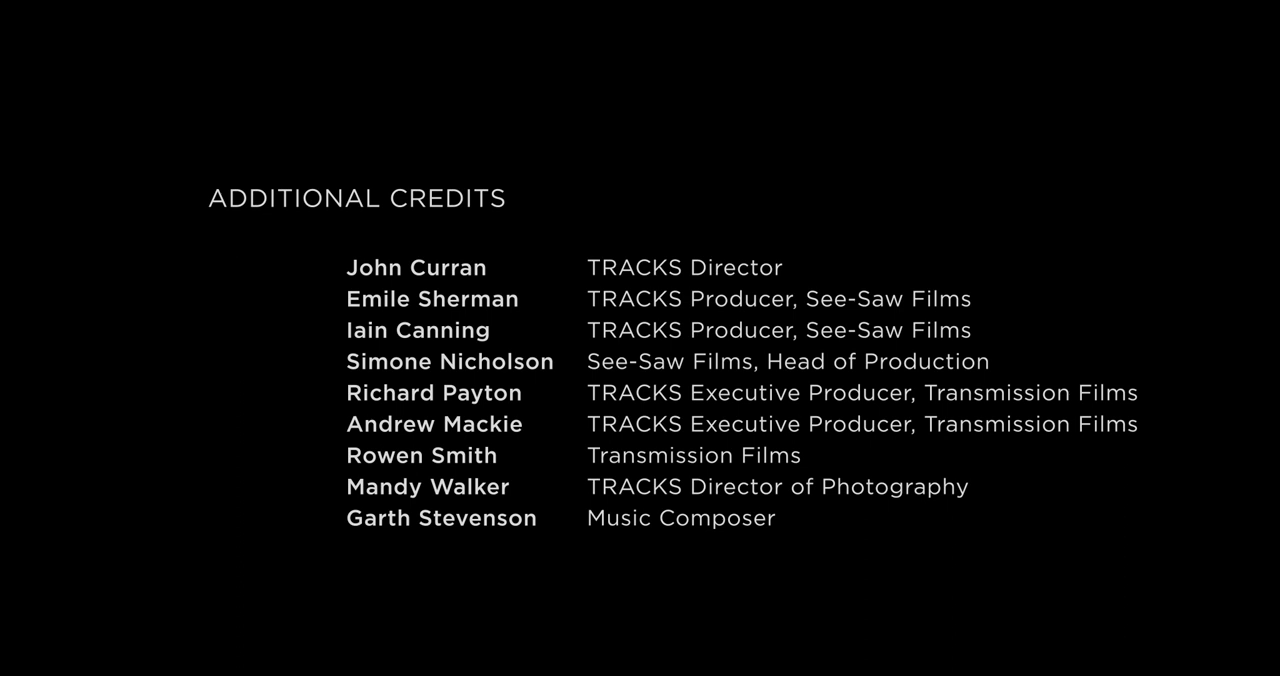 ADDITIONAL CREDITS
John Curran TRACKS Director
Emile Sherman TRACKS Producer, See-Saw Films
Iain Canning TRACKS Producer, See-Saw Films
Simone Nicholson See-Saw Films, Head of Production
Richard Payton TRACKS Executive Producer, Transmission Films
Andrew Mackie TRACKS Executive Producer, Transmission Films
Rowen Smith Transmission Films
Mandy Walker TRACKS Director of Photography
Garth Stevenson Music Composer